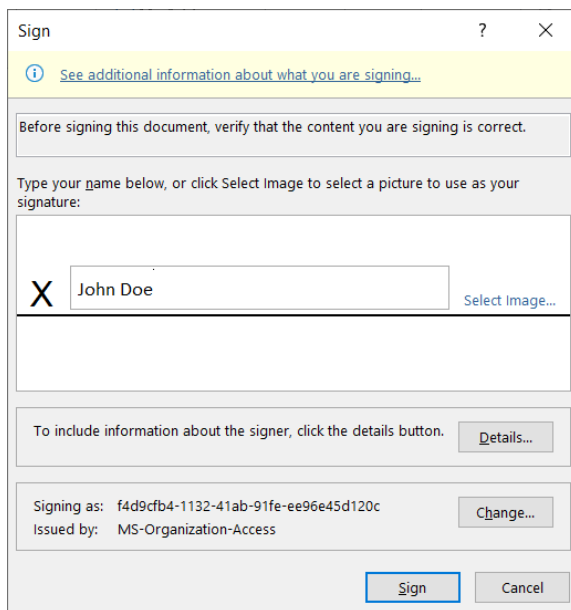 Sign ? X
See additional information about what you are signing...
Before signing this document, verify that the content you are signing is correct.
Type your name below, or click Select Image to select a picture to use as your
signature:
X John Doe
Select Image...
To include information about the signer, click the details button. Details...
Signing as: f4d9cfb4-1132-41ab-91fe-ee96e45d120c
Issued by: MS-Organization-Access
Change...
Sign Cancel